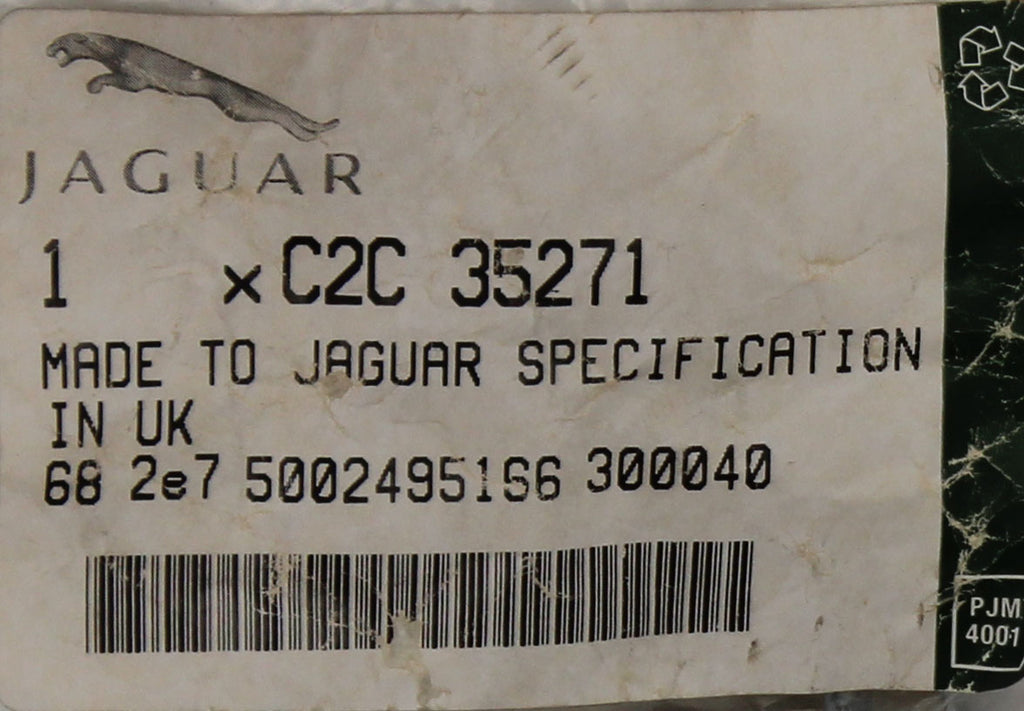 JAGUAR
1 x C2C 35271
MADE TO JAGUAR SPECIFICATION
IN UK
68 2e7 5002495166 300040
PJM
4001